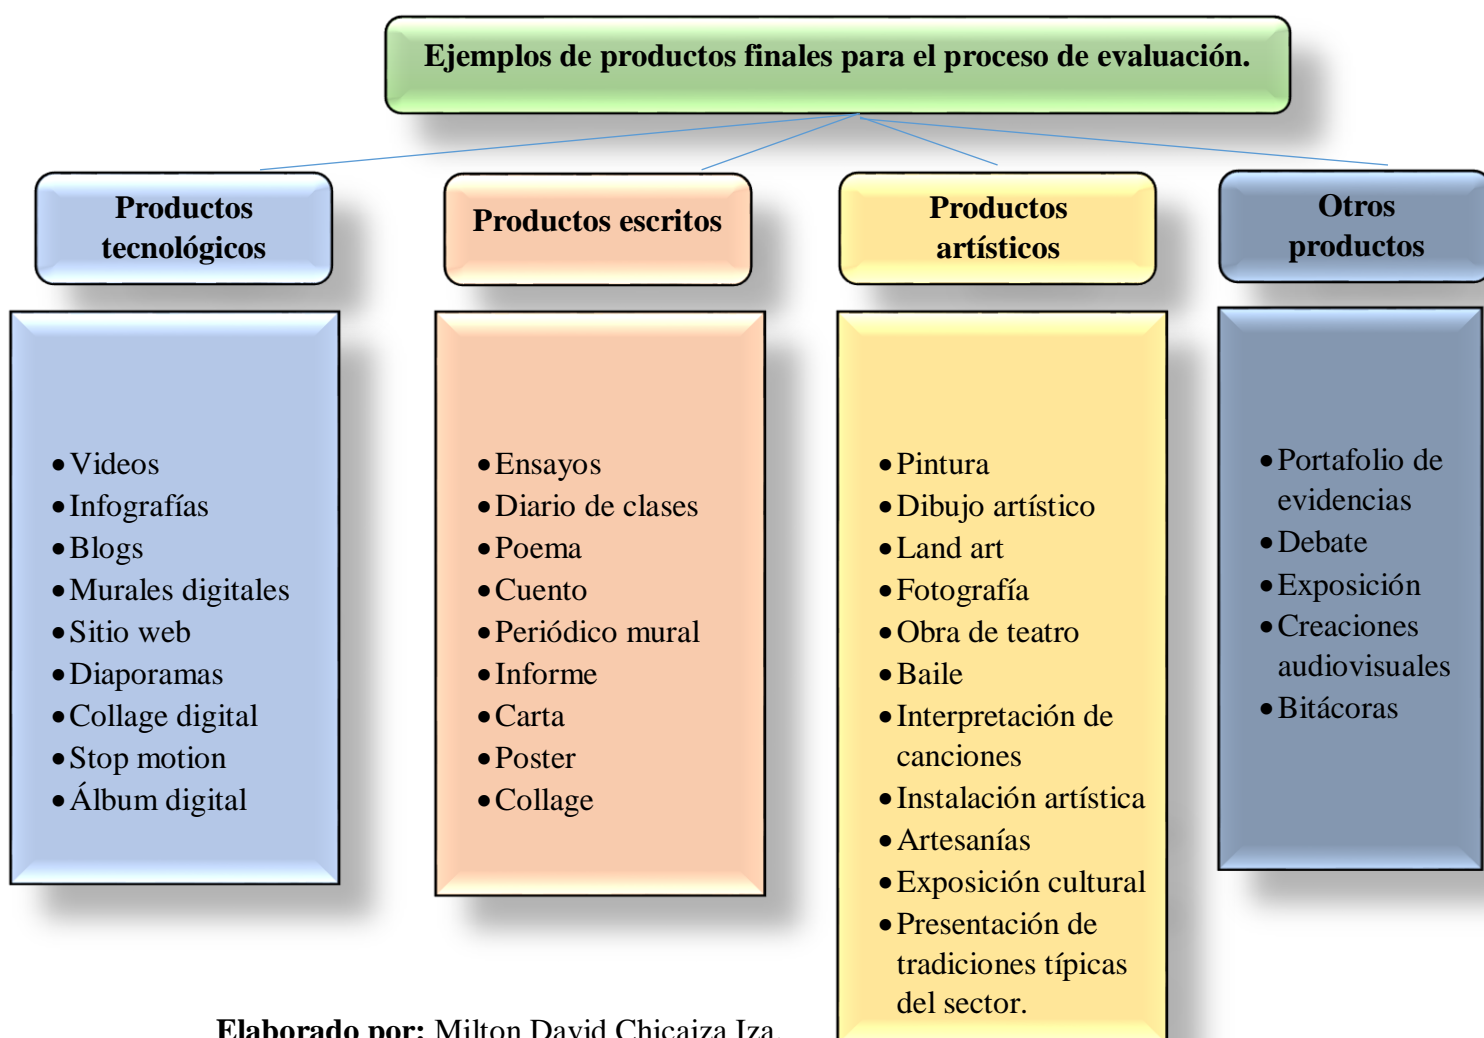 Ejemplos de productos finales para el proceso de evaluación.
Productos
tecnológicos
• Videos
• Infografías
• Blogs
• Murales digitales
• Sitio web
• Diaporamas
• Collage digital
• Stop motion
• Álbum digital
Productos escritos
• Ensayos
• Diario de clases
• Poema
• Cuento
• Periódico mural
• Informe
• Carta
• Poster
• Collage
Productos
artísticos
• Pintura
• Dibujo artístico
• Land art
• Fotografía
• Obra de teatro
• Baile
• Interpretación de
canciones
• Instalación artística
• Artesanías
• Exposición cultural
• Presentación de
tradiciones típicas
del sector.
Otros
productos
• Portafolio de
evidencias
• Debate
• Exposición
• Creaciones
audiovisuales
• Bitácoras
Elaborado por: Milton David Chicaiza Iza.